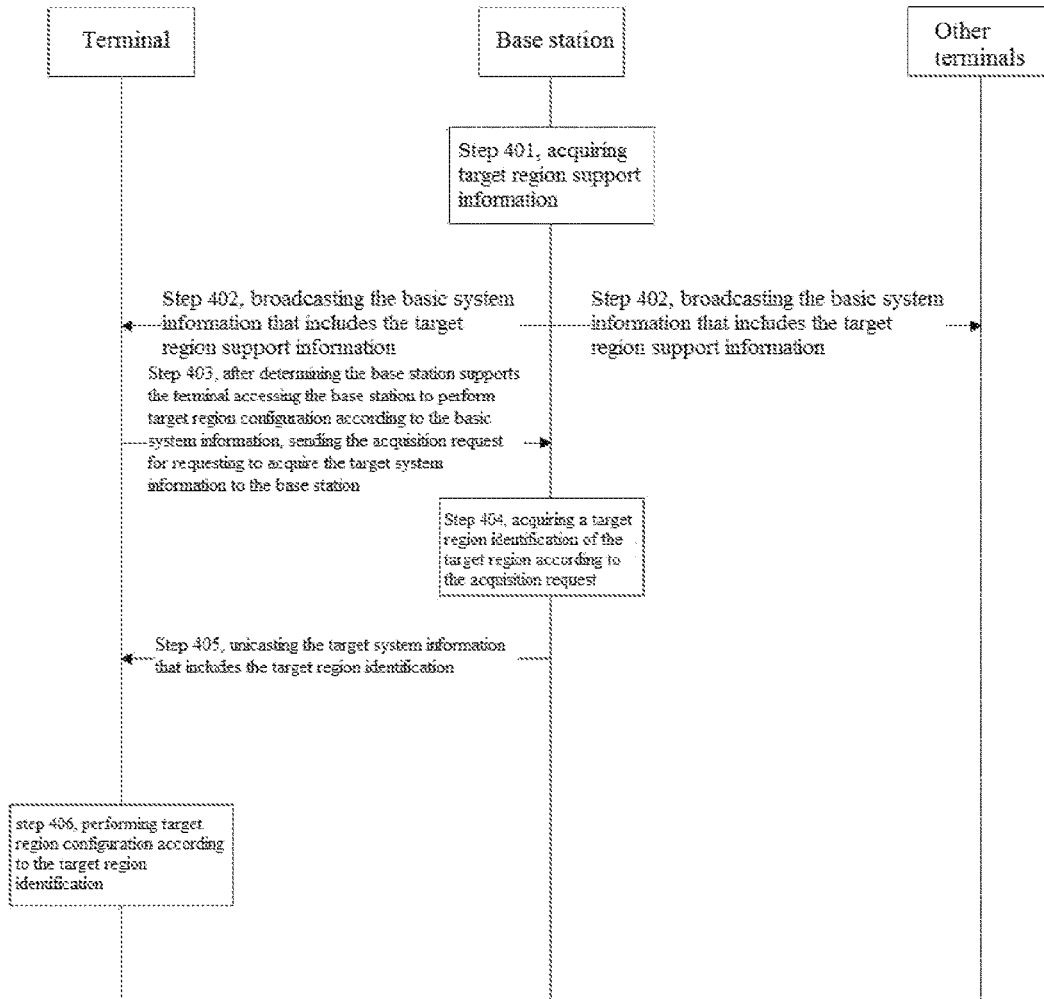 Terminal
Base station
Other
terminals
Step 401, acquiring
target region support
information
Step 402, broadcasting the basic system
information that includes the target
region support information
Step 402, broadcasting the basic system
information that includes the target
region support information
Step 403, after determining the base station supports
the terminal accessing the base station to perform
target region configuration according to the basic
system information, sending the acquisition request
for requesting to acquire the target system
information to the base station
Step 404, acquiring a target
region identification of the
target region according to
the acquisition request
Step 405, unicasting the target system information
that includes the target region identification
step 406, performing target
region configuration according
to the target region
identification